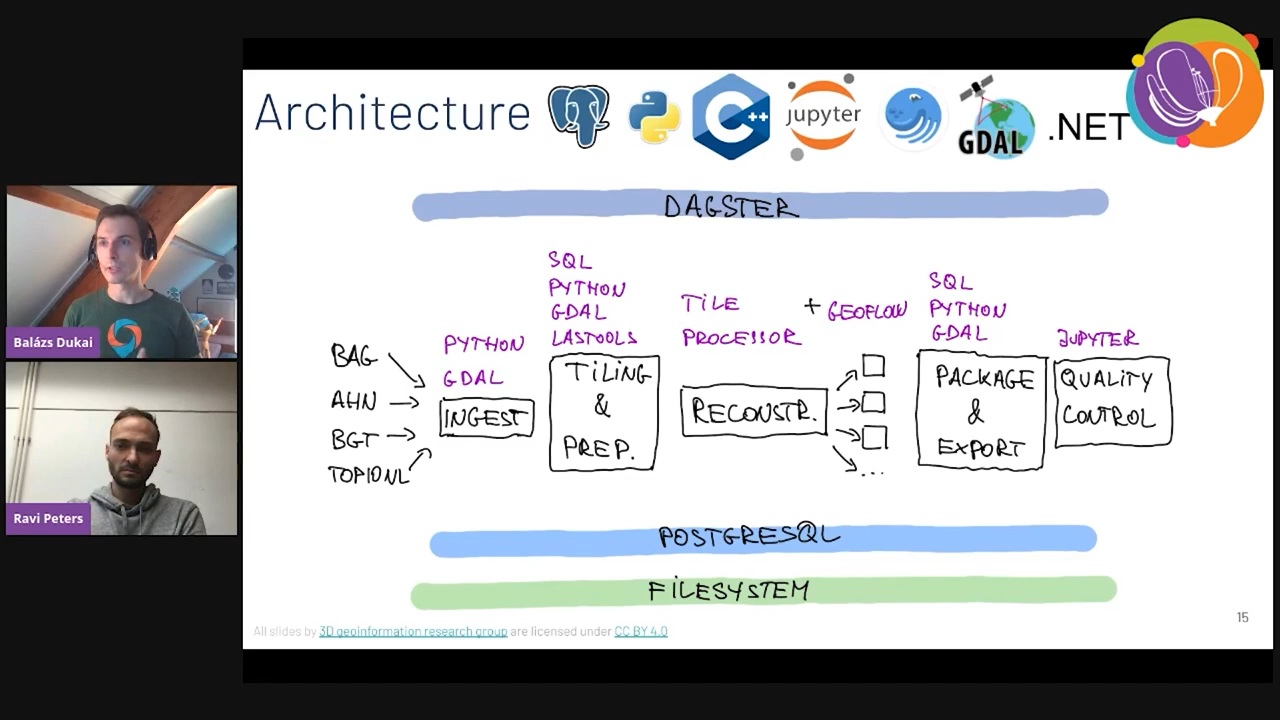 Architecture
C++
jupyter
GDAL
.NET
DAGSTER
Balázs Dukai
Ravi Peters
BAG
AHN
BGT
TOP10NL
PYTHON
GDAL
INGEST
SQL
PYTHON
GDAL
LASTOOLS
TILING
&
PREP.
TILE
PROCESSOR
+ GEOFLOW
RECONSTR.
...
SQL
PYTHON
GDAL
PACKAGE
&
EXPORT
JUPYTER
QUALITY
CONTROL
POSTGRESQL
FILESYSTEM
All slides by 3D geoinformation research group are licensed under CC BY 4.0
15